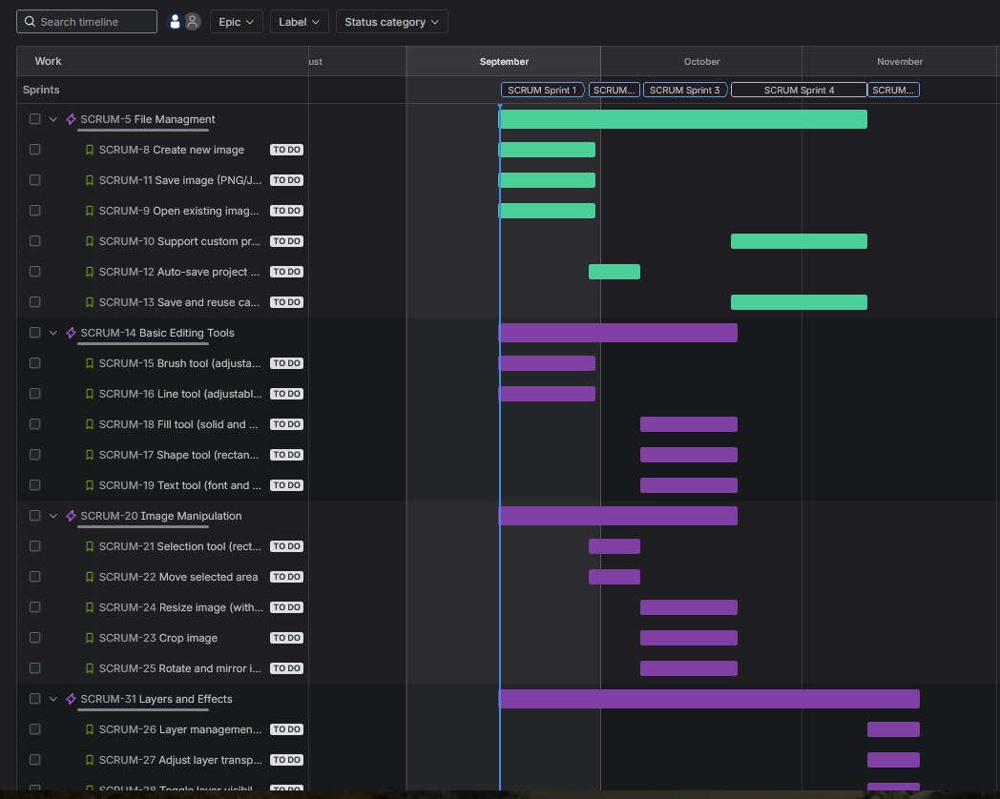 Search timeline
Epic
Label
Status category
Work
ust
September
October
November
Sprints
SCRUM Sprint 1
SCRUM...
SCRUM Sprint 3
SCRUM Sprint 4
SCRUM...
SCRUM-5 File Managment
SCRUM-8 Create new image TO DO
SCRUM-11 Save image (PNG/J... TO DO
SCRUM-9 Open existing imag... TO DO
SCRUM-10 Support custom pr... TO DO
SCRUM-12 Auto-save project ... TO DO
SCRUM-13 Save and reuse ca... TO DO
SCRUM-14 Basic Editing Tools
SCRUM-15 Brush tool (adjusta... TO DO
SCRUM-16 Line tool (adjustabl... TO DO
SCRUM-18 Fill tool (solid and ... TO DO
SCRUM-17 Shape tool (rectan... TO DO
SCRUM-19 Text tool (font and ... TO DO
SCRUM-20 Image Manipulation
SCRUM-21 Selection tool (rect... TO DO
SCRUM-22 Move selected area TO DO
SCRUM-24 Resize image (with... TO DO
SCRUM-23 Crop image TO DO
SCRUM-25 Rotate and mirror i... TO DO
SCRUM-31 Layers and Effects
SCRUM-26 Layer managemen... TO DO
SCRUM-27 Adjust layer transp... TO DO
SCRUM-28 Toggle layer visibil... TO DO